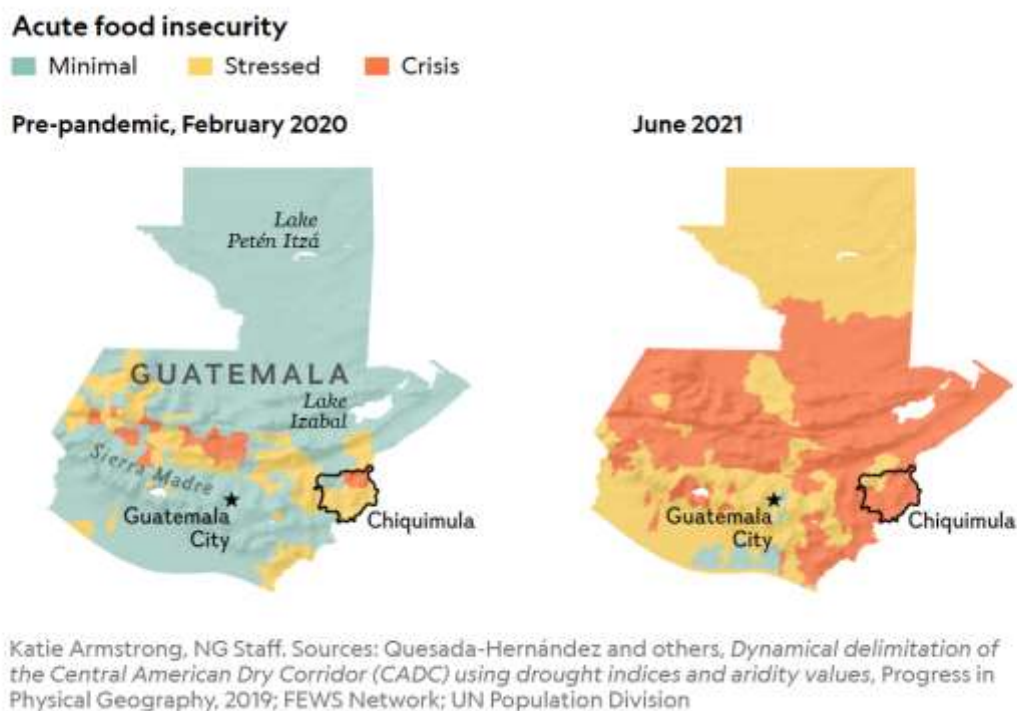 Acute food insecurity
Minimal Stressed Crisis
Pre-pandemic, February 2020
June 2021
Lake
Petén Itzá
GUATEMALA
Lake
Izabal
Sierra Madre
Guatemala
City
Chiquimula
Guatemala
City
Chiquimula
Katie Armstrong, NG Staff. Sources: Quesada-Hernández and others, Dynamical delimitation of
the Central American Dry Corridor (CADC) using drought indices and aridity values, Progress in
Physical Geography, 2019; FEWS Network; UN Population Division